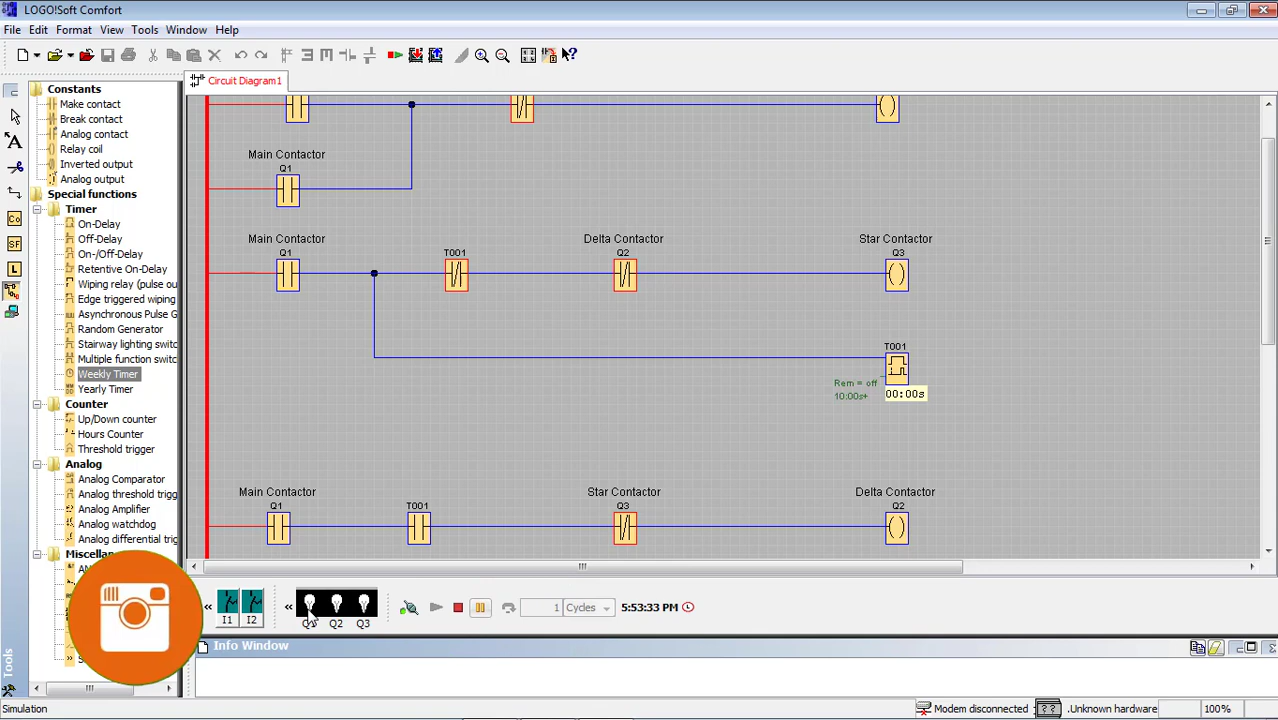 LOGO!Soft Comfort
File Edit Format View Tools Window Help
Circuit Diagram1
Constants
Make contact
Break contact
Analog contact
Relay coil
Inverted output
Analog output
Special functions
Timer
On-Delay
Off-Delay
On-/Off-Delay
Retentive On-Delay
Wiping relay (pulse ou
Edge triggered wiping
Asynchronous Pulse G
Random Generator
Stairway lighting switc
Multiple function switc
Weekly Timer
Yearly Timer
Counter
Up/Down counter
Hours Counter
Threshold trigger
Analog
Analog Comparator
Analog threshold trigg
Analog Amplifier
Analog watchdog
Analog differential trig
Miscellan
Co
SF
L
A
Tools
Main Contactor
Q1
Main Contactor Delta Contactor Star Contactor
Q1 T001 Q2 Q3
T001
Rem = off
10:00s+
00:00s
Main Contactor Star Contactor Delta Contactor
Q1 T001 Q3 Q2
1 Cycles 5:53:33 PM
I1 I2 Q2 Q3
Info Window
Simulation Modem disconnected ?? .Unknown hardware 100%